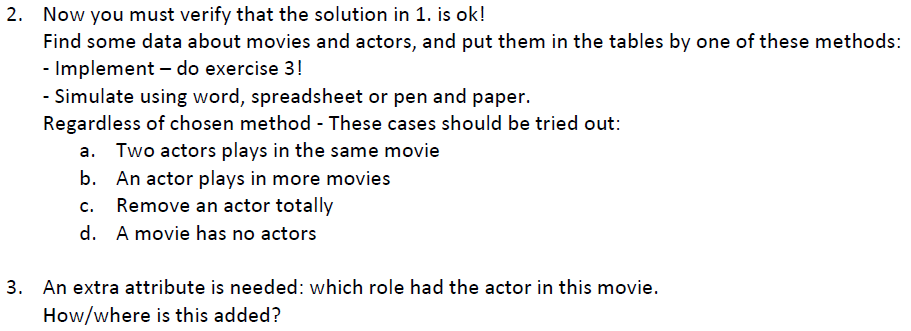 2. Now you must verify that the solution in 1. is ok!
Find some data about movies and actors, and put them in the tables by one of these methods:
- Implement – do exercise 3!
- Simulate using word, spreadsheet or pen and paper.
Regardless of chosen method - These cases should be tried out:
a. Two actors plays in the same movie
b. An actor plays in more movies
c. Remove an actor totally
d. A movie has no actors
3. An extra attribute is needed: which role had the actor in this movie.
How/where is this added?